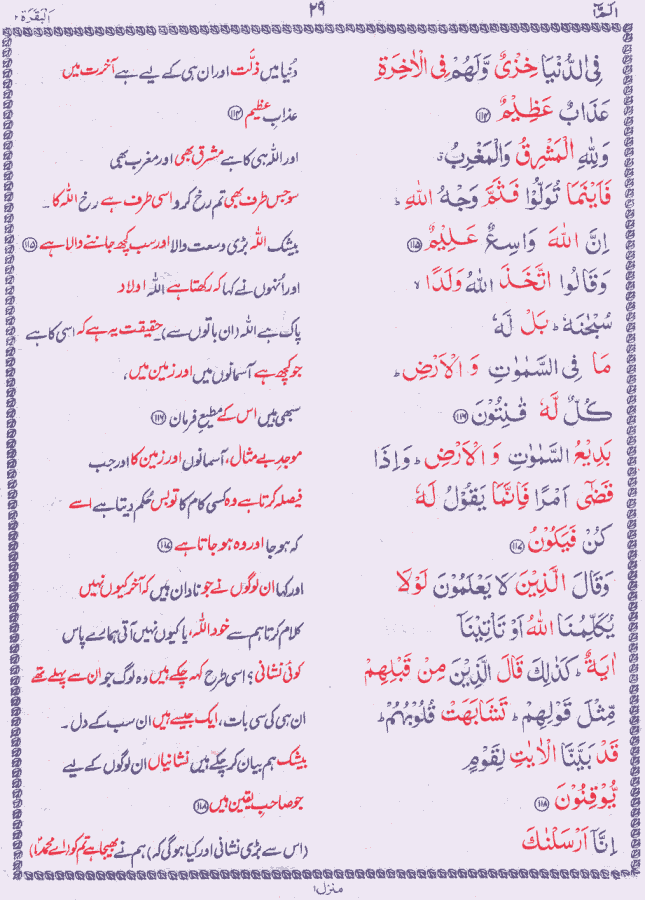 الٓمّٓ ١
٢٩
اَلْبَقَرَة ٢
فِی الدُّنْیَا خِزْیٌ وَّلَهُمْ فِی الْاٰخِرَةِ
دُنیا میں ذِلّت اور ان ہی کے لیے ہے آخرت میں
عَذَابٌ عَظِیْمٌ ﴿۱۱۴﴾
عذابِ عظیم ﴿۱۱۴﴾
وَلِلّٰهِ الْمَشْرِقُ وَالْمَغْرِبُ ۗ
اور اللہ ہی کا ہے مشرق بھی اور مغرب بھی
فَاَیْنَمَا تُوَلُّوْا فَثَمَّ وَجْهُ اللّٰهِ ؕ
سو جس طرف بھی تم رخ کرو اسی طرف ہے رخ اللہ کا ۔
اِنَّ اللّٰهَ وَاسِعٌ عَلِیْمٌ ﴿۱۱۵﴾
بیشک اللہ بڑی وسعت والا اور سب کچھ جاننے والا ہے ﴿۱۱۵﴾
وَقَالُوا اتَّخَذَ اللّٰهُ وَلَدًا ۙ
اور اُنہوں نے کہا کہ رکھتا ہے اللہ اولاد
سُبْحٰنَهٗ ؕ بَلْ لَّهٗ
پاک ہے اللہ (ان باتوں سے) حقیقت یہ ہے کہ اسی کا ہے
مَا فِی السَّمٰوٰتِ وَ الْاَرْضِ ؕ
جو کچھ ہے آسمانوں میں اور زمین میں ،
كُلٌّ لَّهٗ قٰنِتُوْنَ ﴿۱۱۶﴾
سبھی ہیں اس کے مطیعِ فرمان ﴿۱۱۶﴾
بَدِیْعُ السَّمٰوٰتِ وَ الْاَرْضِ ؕ وَاِذَا
موجدِ بے مثال ، آسمانوں اور زمین کا اور جب
قَضٰۤی اَمْرًا فَاِنَّمَا یَقُوْلُ لَهٗ
فیصلہ کرتا ہے وہ کسی کام کا تو بس حُکم دیتا ہے اسے
كُنْ فَیَكُوْنُ ﴿۱۱۷﴾
کہ ہو جا اور وہ ہو جاتا ہے ﴿۱۱۷﴾
وَقَالَ الَّذِیْنَ لَا یَعْلَمُوْنَ لَوْلَا
اور کہا ان لوگوں نے جو نادان ہیں کہ آخر کیوں نہیں
یُكَلِّمُنَا اللّٰهُ اَوْ تَاْتِیْنَاۤ
کلام کرتا ہم سے خود اللہ ، یا کیوں نہیں آتی ہمارے پاس
اٰیَةٌ ؕ كَذٰلِكَ قَالَ الَّذِیْنَ مِنْ قَبْلِهِمْ
کوئی نشانی ؟ اسی طرح کہہ چکے ہیں وہ لوگ جو ان سے پہلے تھے
مِّثْلَ قَوْلِهِمْ ؕ تَشَابَهَتْ قُلُوْبُهُمْ ؕ
ان ہی کی سی بات ، ایک جیسے ہیں ان سب کے دل ۔
قَدْ بَیَّنَّا الْاٰیٰتِ لِقَوْمٍ
بیشک ہم بیان کر چکے ہیں نشانیاں ان لوگوں کے لیے
یُّوْقِنُوْنَ ﴿۱۱۸﴾
جو صاحبِ یقین ہیں ﴿۱۱۸﴾
اِنَّاۤ اَرْسَلْنٰكَ
(اس سے بڑی نشانی اور کیا ہوگی کہ) ہم نے بھیجا ہے تم کو (اے محمدؐ!)
منزل ١